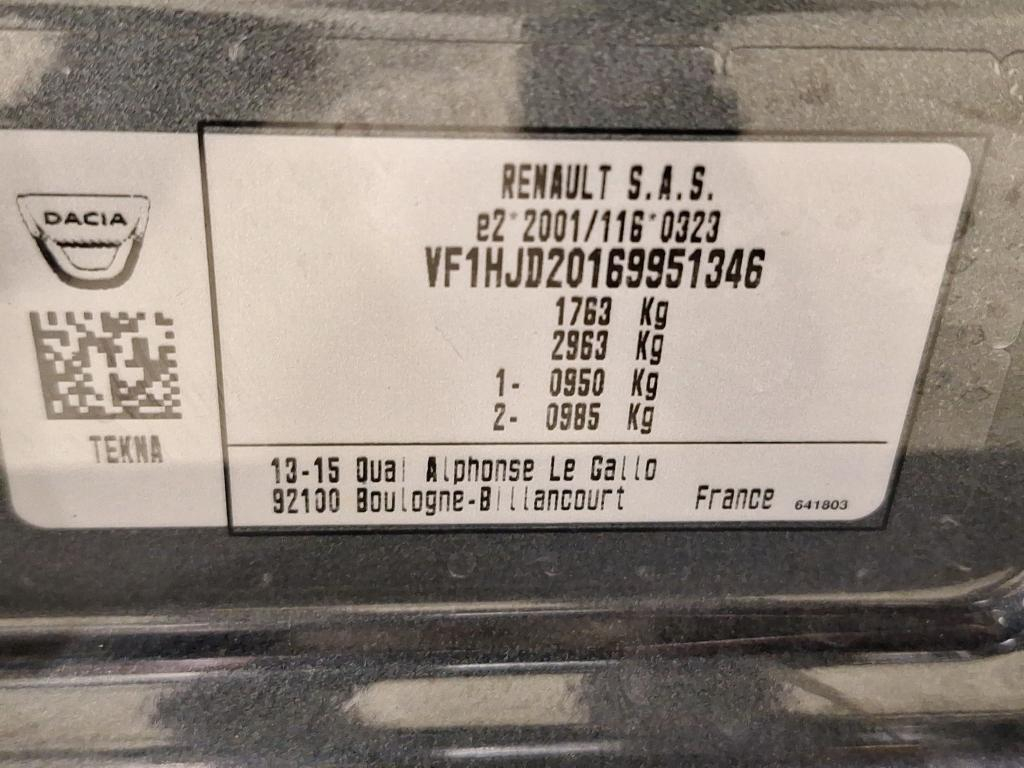 DACIA
TEKNA
RENAULT S.A.S.
e2*2001/116*0323
VF1HJD20169951346
1763 Kg
2963 Kg
1- 0950 Kg
2- 0985 Kg
13-15 Quai Alphonse Le Gallo
92100 Boulogne-Billancourt France 641803